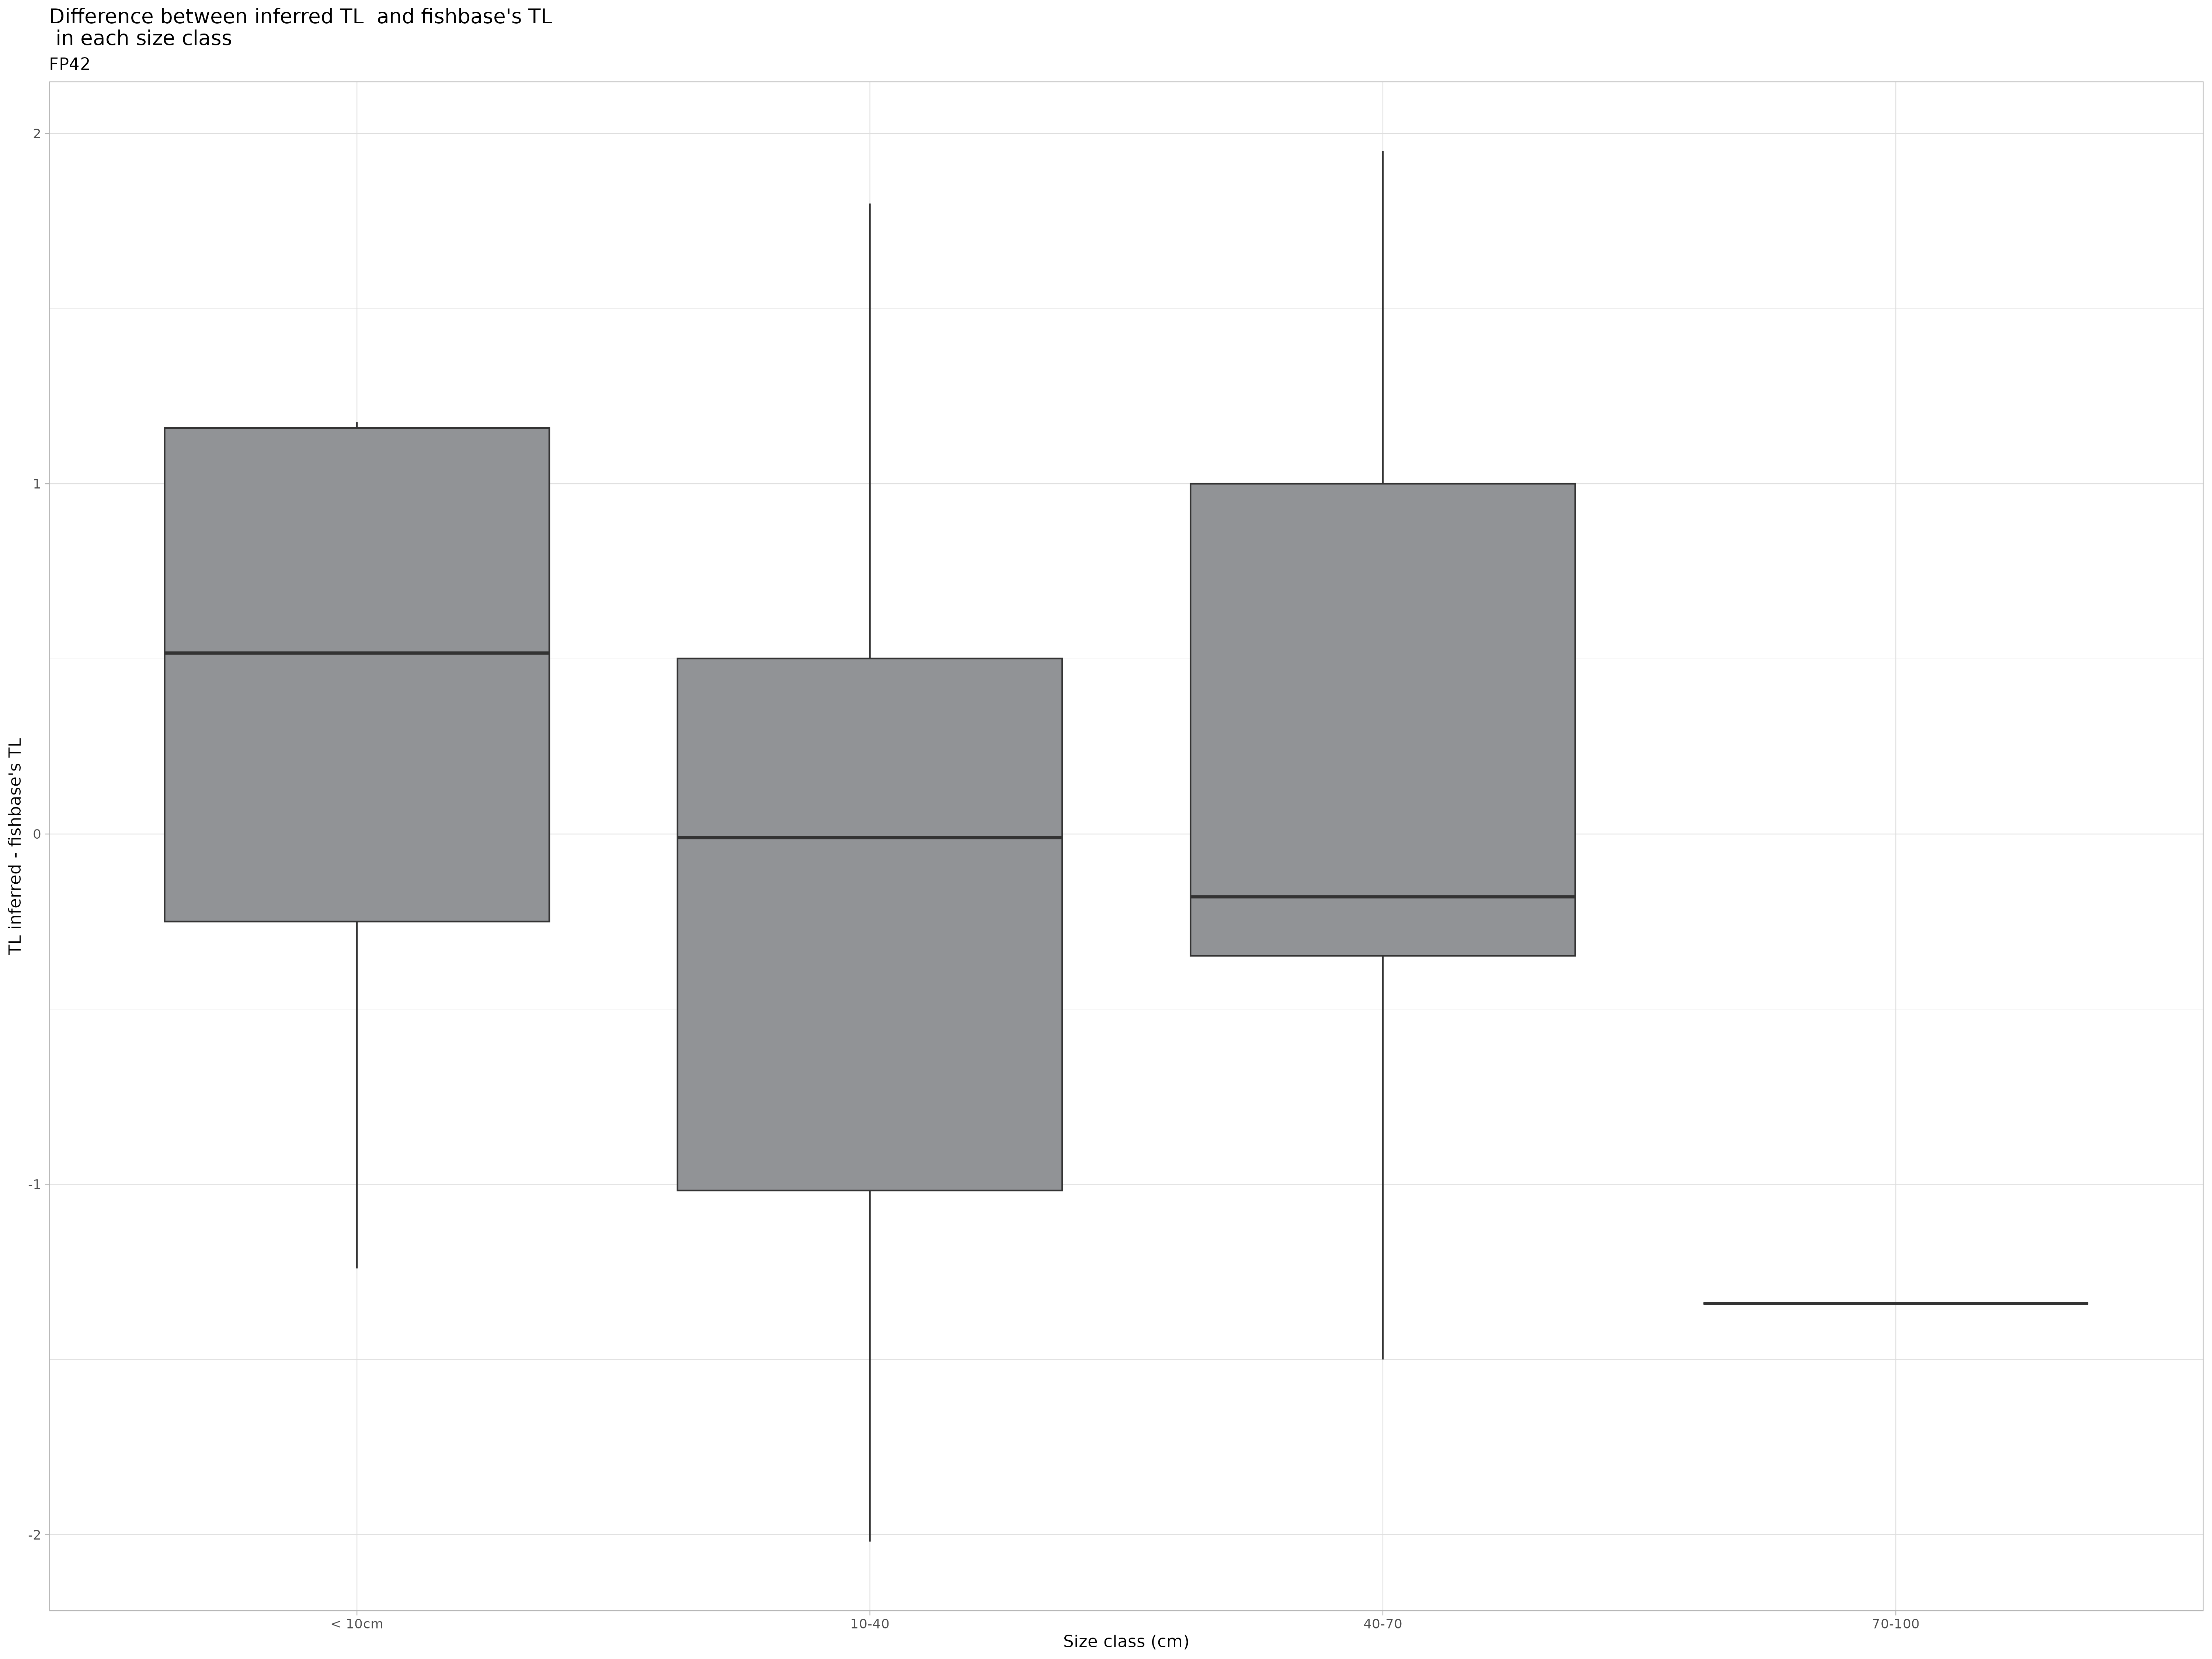 Difference between inferred TL  and fishbase's TL
in each size class
FP42
TL inferred - fishbase's TL
2
1
0
-1
-2
< 10cm
10-40
40-70
70-100
Size class (cm)